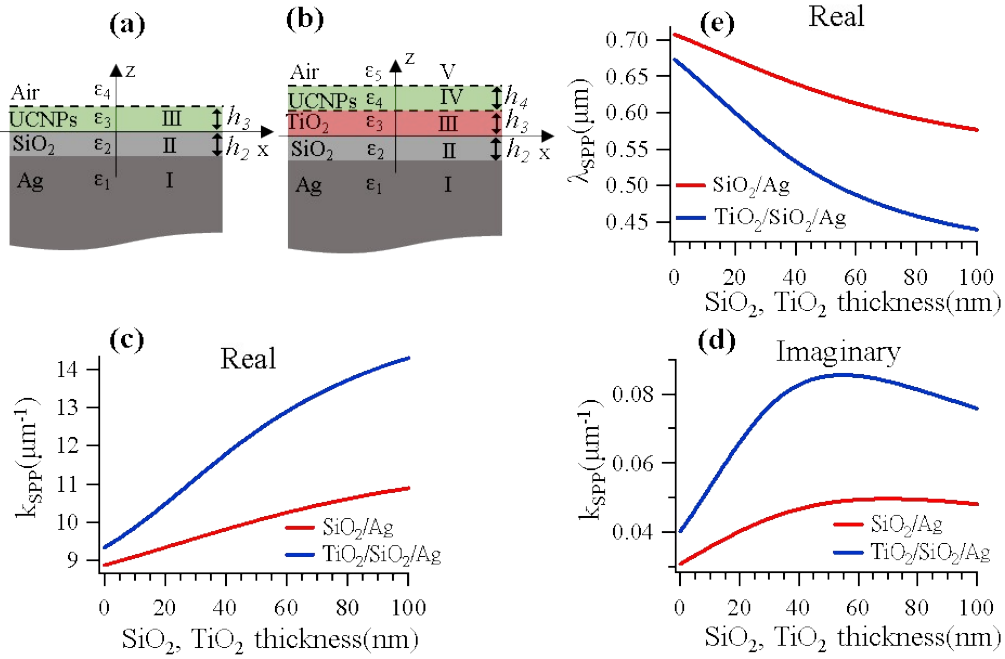 (a)
Air ε₄ z
UCNPs ε₃ III h₃
x
SiO₂ ε₂ II h₂
Ag ε₁ I
(b)
Air ε₅ z V
UCNPs ε₄ IV h₄
TiO₂ ε₃ III h₃
x
SiO₂ ε₂ II h₂
Ag ε₁ I
(e) Real
λSPP(μm)
0.70
0.65
0.60
0.55
0.50
0.45
SiO₂/Ag
TiO₂/SiO₂/Ag
0 20 40 60 80 100
SiO₂, TiO₂ thickness(nm)
(c)
Real
kSPP(μm⁻¹)
14
13
12
11
10
9
SiO₂/Ag
TiO₂/SiO₂/Ag
0 20 40 60 80 100
SiO₂, TiO₂ thickness(nm)
(d)
Imaginary
kSPP(μm⁻¹)
0.08
0.06
0.04
SiO₂/Ag
TiO₂/SiO₂/Ag
0 20 40 60 80 100
SiO₂, TiO₂ thickness(nm)